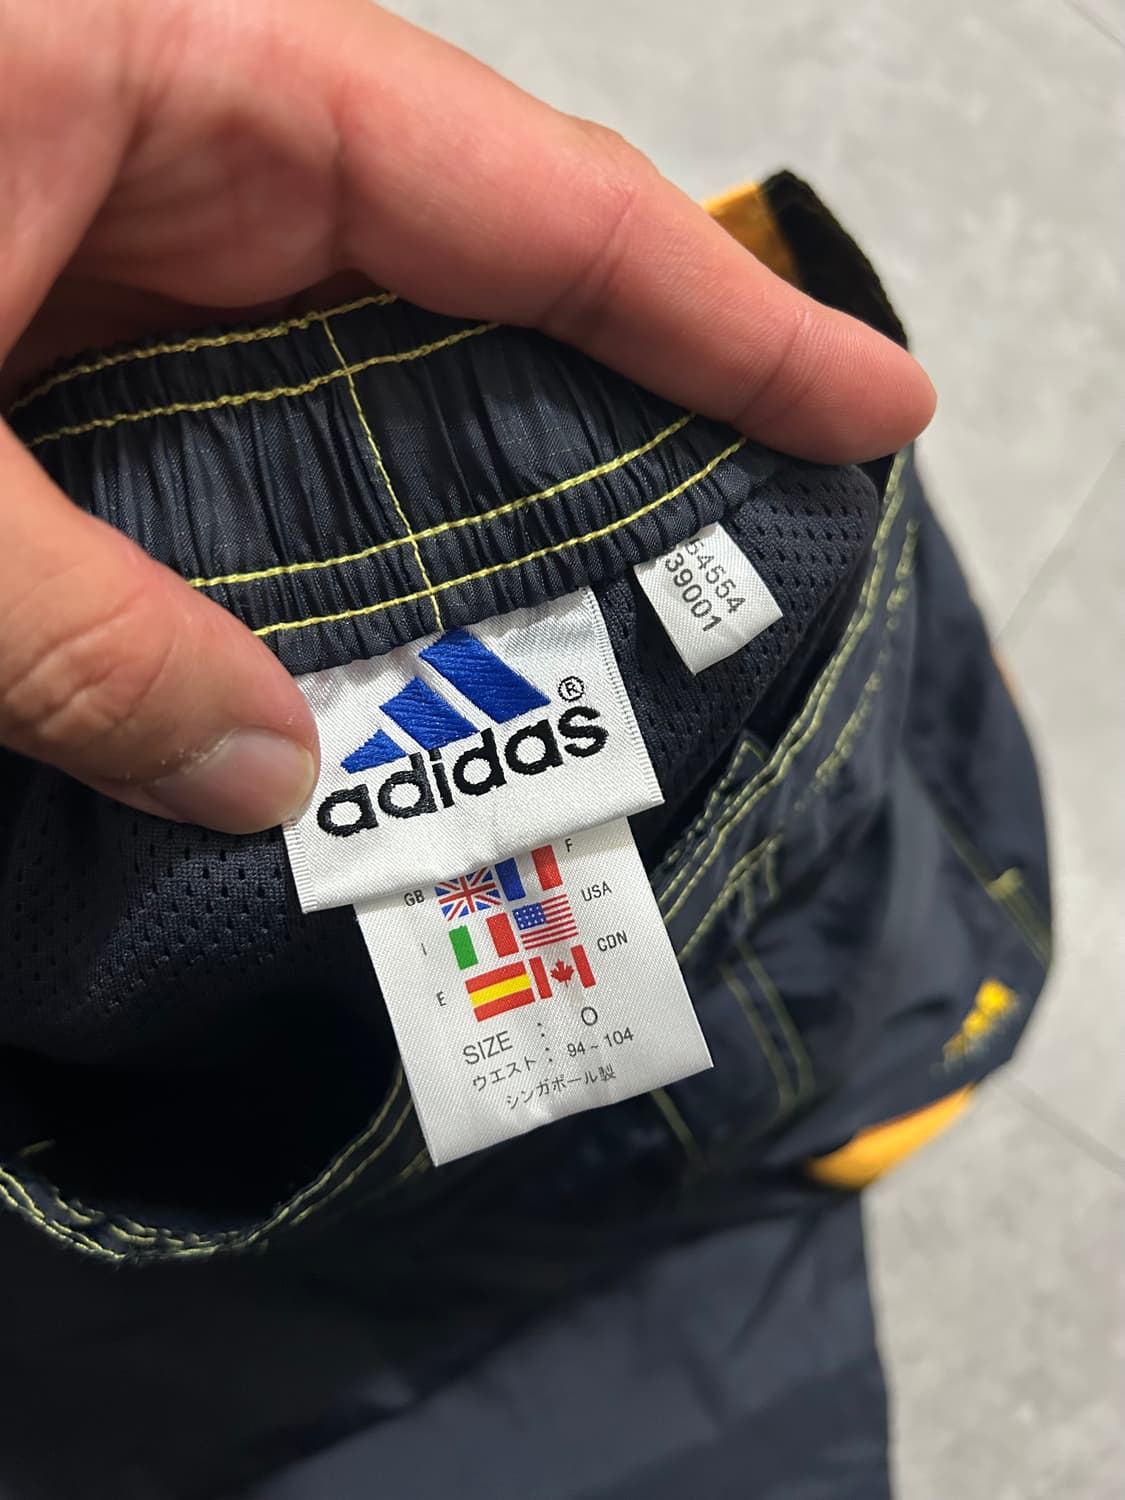 54554
39001
adidas®
GB F
I USA
E CDN
SIZE : O
ウエスト : 94~104
シンガポール製